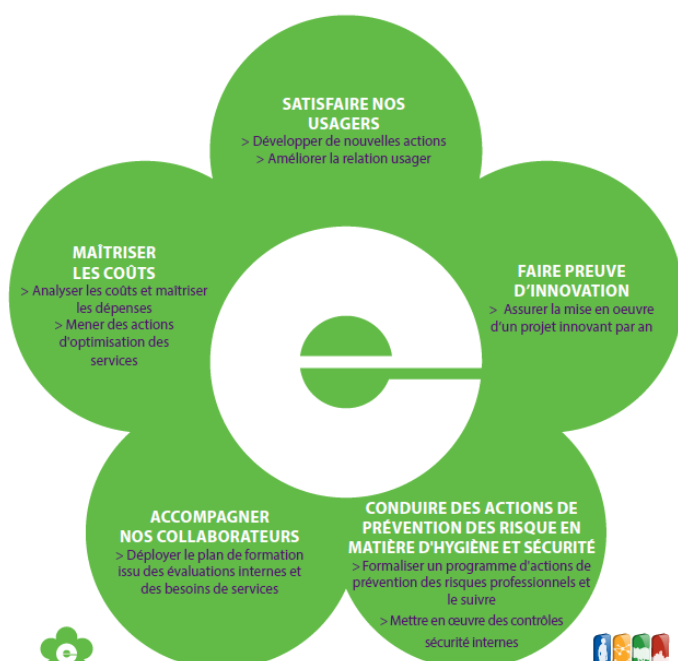 SATISFAIRE NOS
USAGERS
> Développer de nouvelles actions
> Améliorer la relation usager
MAÎTRISER
LES COÛTS
> Analyser les coûts et maîtriser
les dépenses
> Mener des actions
d'optimisation des
services
FAIRE PREUVE
D'INNOVATION
> Assurer la mise en oeuvre
d'un projet innovant par an
e
ACCOMPAGNER
NOS COLLABORATEURS
> Déployer le plan de formation
issu des évaluations internes et
des besoins de services
CONDUIRE DES ACTIONS DE
PRÉVENTION DES RISQUE EN
MATIÈRE D'HYGIÈNE ET SÉCURITÉ
> Formaliser un programme d'actions de
prévention des risques professionnels et
le suivre
> Mettre en œuvre des contrôles
sécurité internes
e